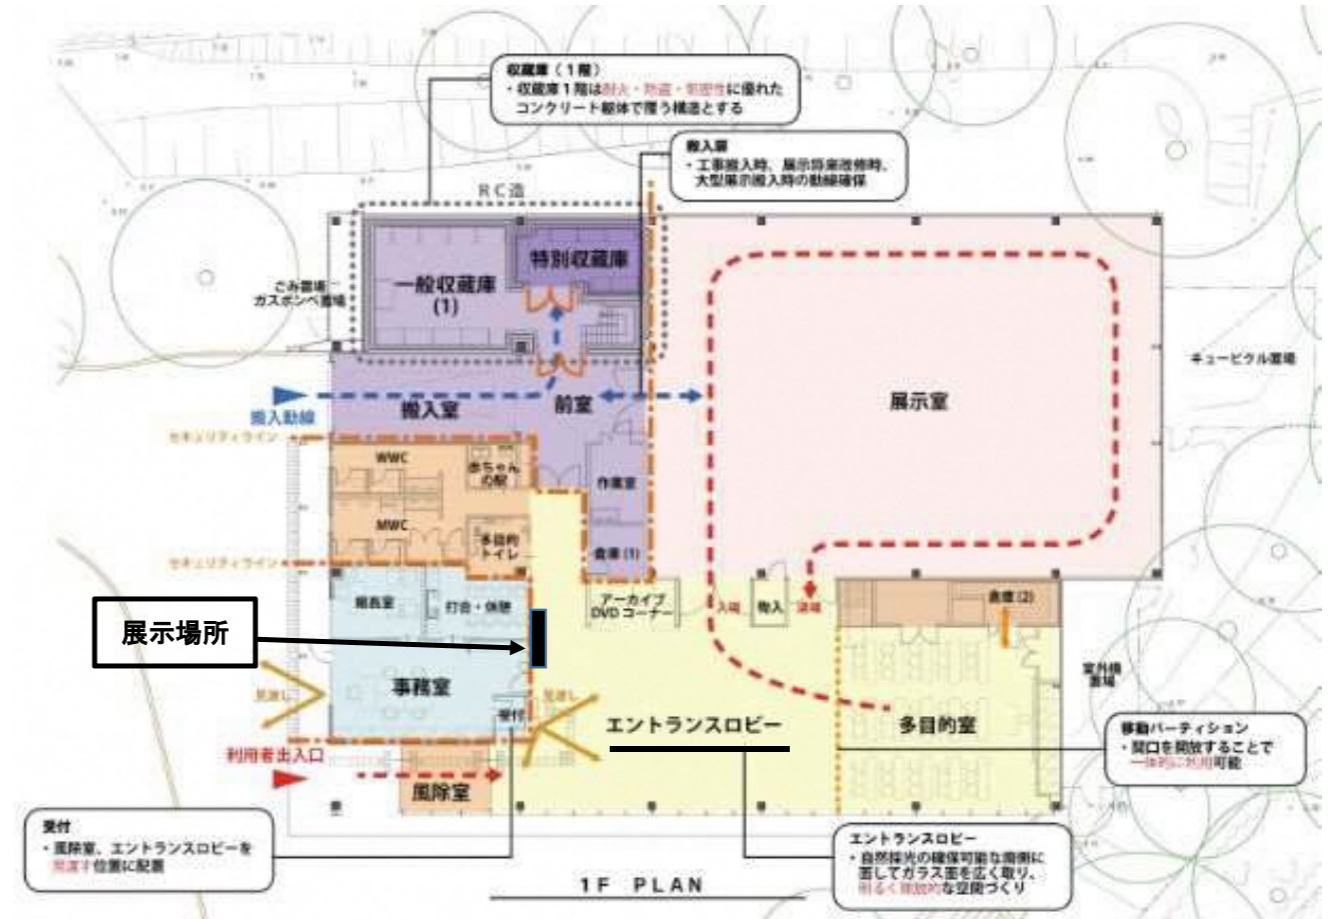 収蔵庫（１階）
・収蔵庫１階は耐火・防盗・気密性に優れた
コンクリート躯体で覆う構造とする
搬入扉
・工事搬入時、展示将来改修時、
大型展示搬入時の動線確保
RC造
特別収蔵庫
一般収蔵庫
(1)
ごみ置場
ガスボンベ置場
キュービクル置場
搬入動線
搬入室
前室
展示室
セキュリティライン
WWC
赤ちゃん
の駅
作業室
MWC
多目的
トイレ
倉庫(1)
セキュリティライン
館長室
打合・休憩
アーカイブ
DVDコーナー
入場
退場
倉庫(2)
展示場所
事務室
見渡し
受付
見渡し
エントランスロビー
多目的室
室外機
置場
利用者出入口
風除室
移動パーティション
・開口を開放することで
一体的に利用可能
受付
・風除室、エントランスロビーを
見渡す位置に配置
エントランスロビー
・自然採光の確保可能な南側に
面してガラス面を広く取り、
明るく開放的な空間づくり
1F PLAN